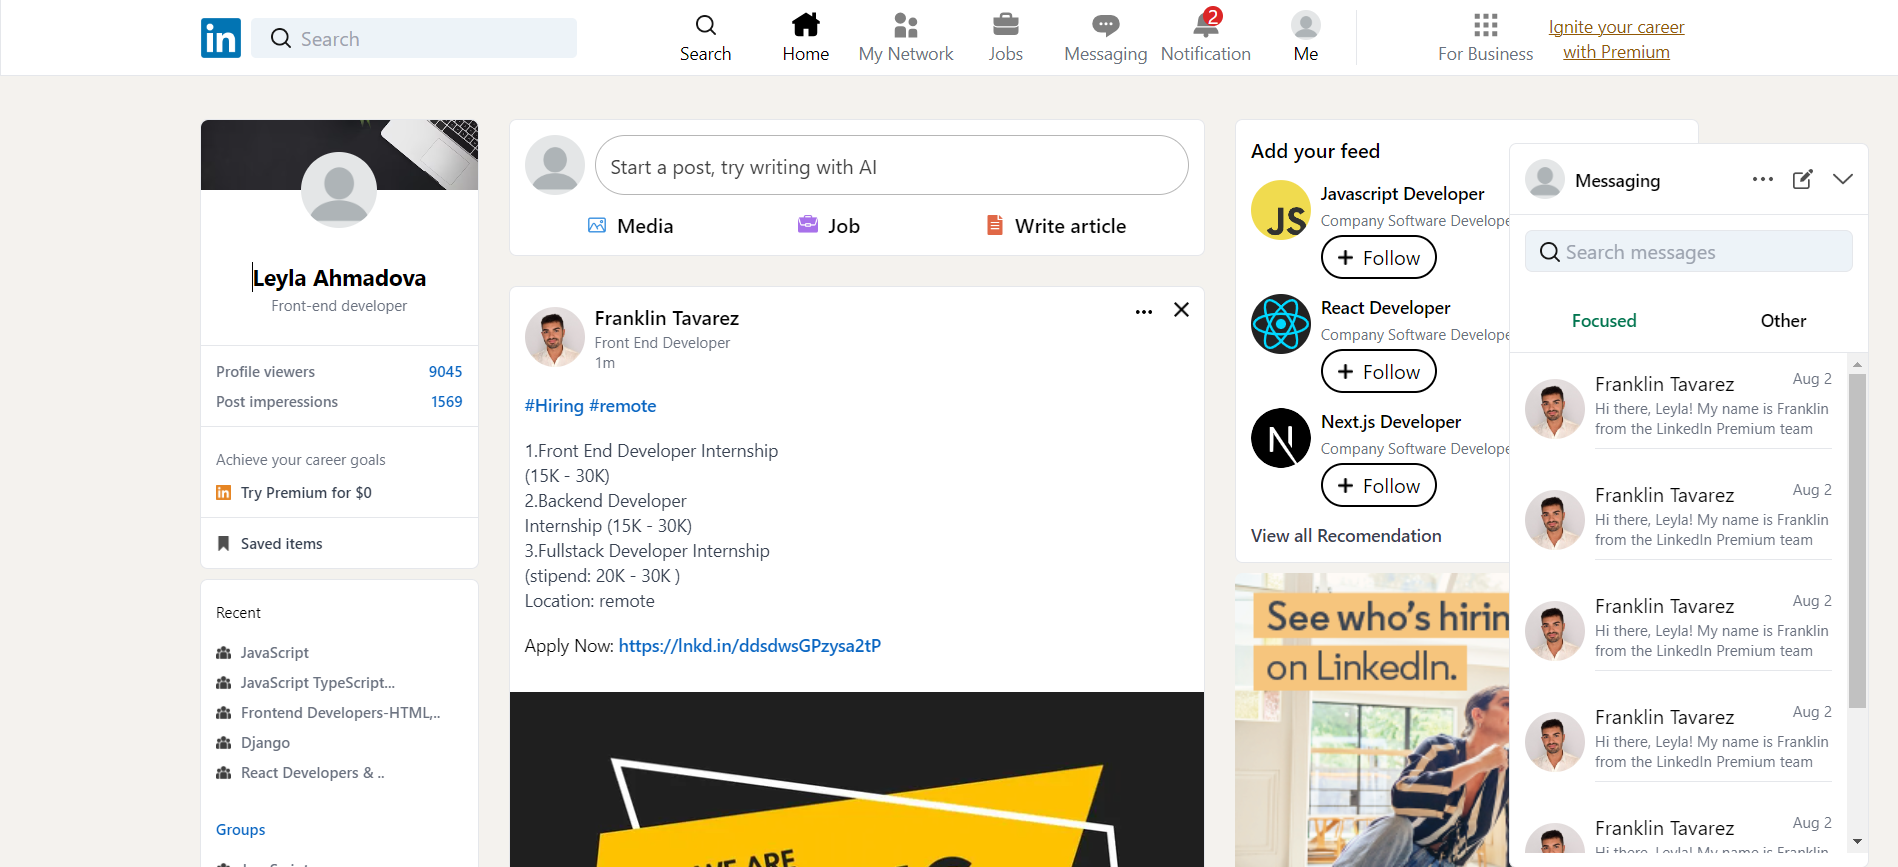 in
Search
Search
Home
My Network
Jobs
Messaging
2
Notification
Me
For Business
Ignite your career
with Premium
Leyla Ahmadova
Front-end developer
Profile viewers 9045
Post imperessions 1569
Achieve your career goals
in Try Premium for $0
Saved items
Recent
JavaScript
JavaScript TypeScript...
Frontend Developers-HTML,..
Django
React Developers & ..
Groups
Start a post, try writing with AI
Media
Job
Write article
Franklin Tavarez
Front End Developer
1m
#Hiring #remote
1.Front End Developer Internship
(15K - 30K)
2.Backend Developer
Internship (15K - 30K)
3.Fullstack Developer Internship
(stipend: 20K - 30K )
Location: remote
Apply Now: https://lnkd.in/ddsdwsGPzysa2tP
WE ARE
Add your feed
JS
Javascript Developer
Company Software Develope
+ Follow
React Developer
Company Software Develope
+ Follow
N
Next.js Developer
Company Software Develope
+ Follow
View all Recomendation
See who's hirin
on LinkedIn.
Messaging
Search messages
Focused
Other
Franklin Tavarez Aug 2
Hi there, Leyla! My name is Franklin
from the LinkedIn Premium team
Franklin Tavarez Aug 2
Hi there, Leyla! My name is Franklin
from the LinkedIn Premium team
Franklin Tavarez Aug 2
Hi there, Leyla! My name is Franklin
from the LinkedIn Premium team
Franklin Tavarez Aug 2
Hi there, Leyla! My name is Franklin
from the LinkedIn Premium team
Franklin Tavarez Aug 2
Hi there, Leyla! My name is Franklin